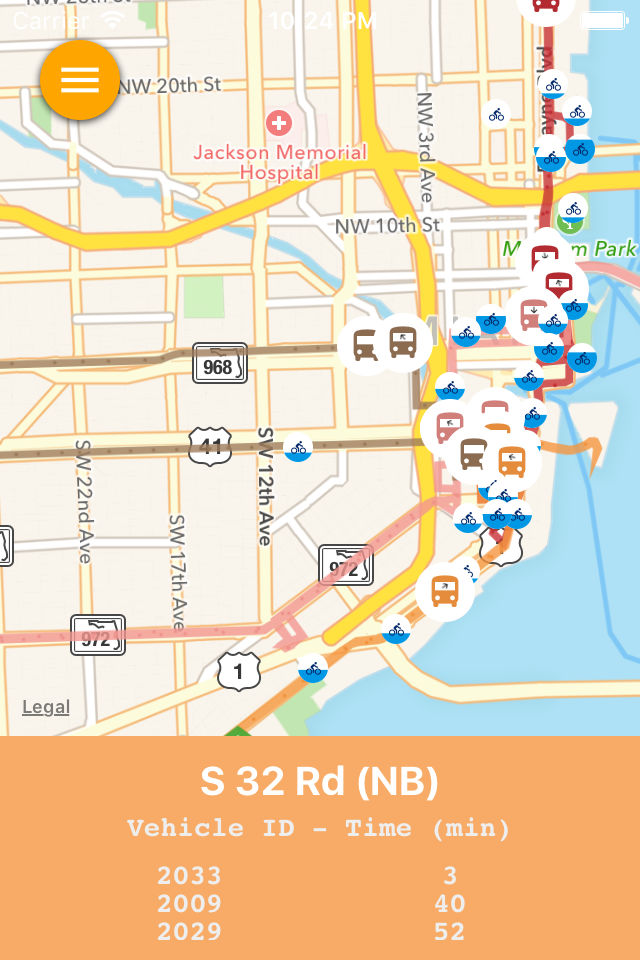 Carrier 10:24 PM
NW 20th St
NW 3rd Ave
Jackson Memorial
Hospital
NW 10th St
Park
968
41
SW 12th Ave
SW 22nd Ave
SW 17th Ave
972
972
1
Legal
S 32 Rd (NB)
Vehicle ID - Time (min)
2033 3
2009 40
2029 52